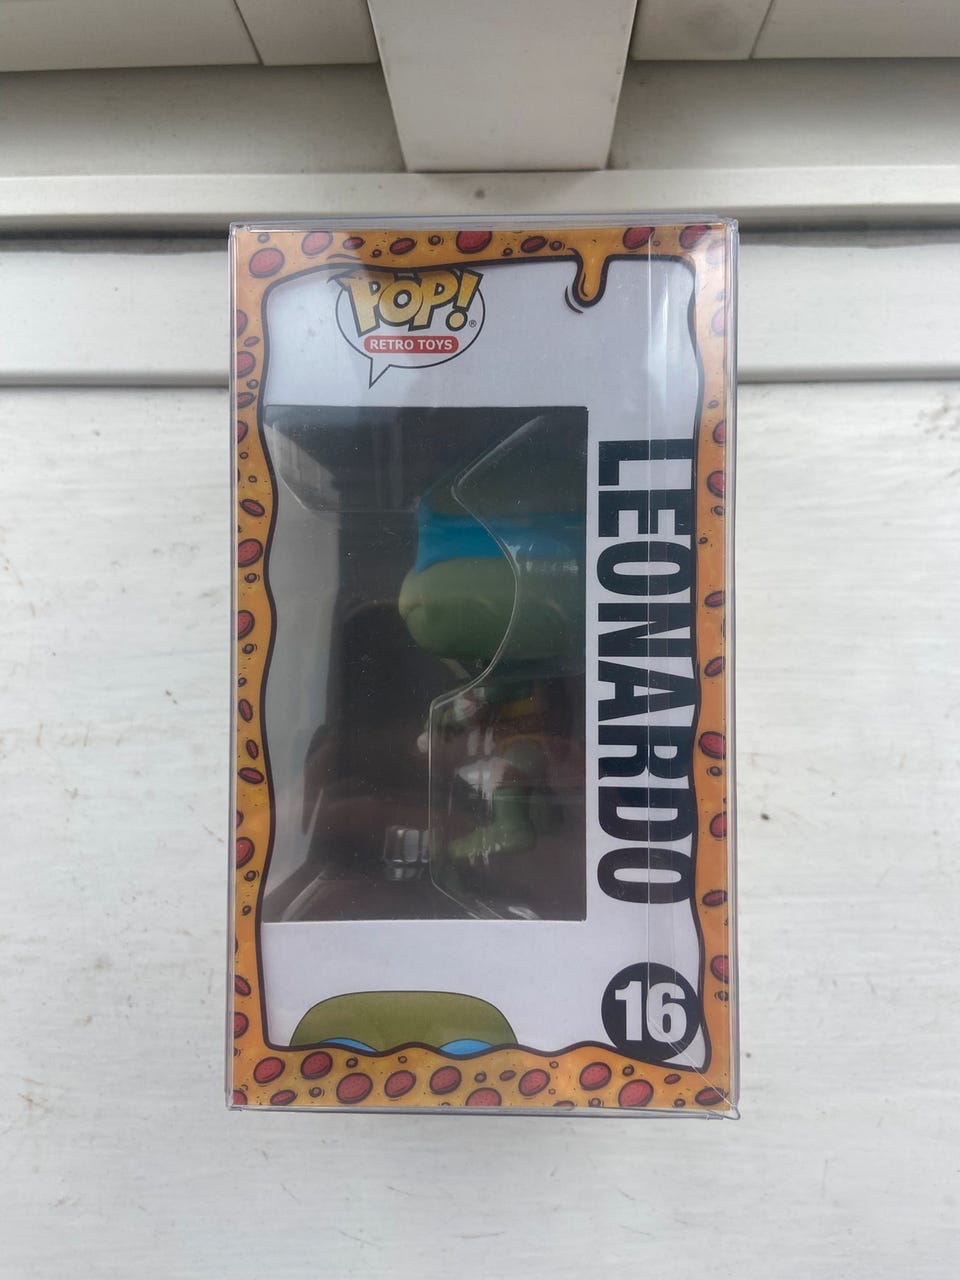 POP!®
RETRO TOYS
LEONARDO
16